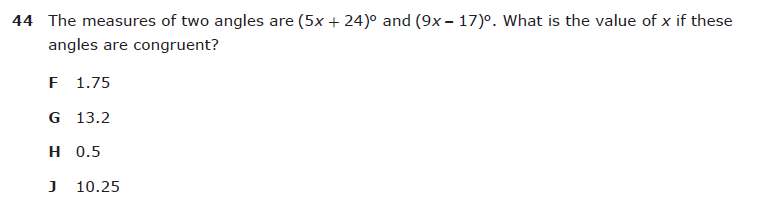 44 The measures of two angles are (5x + 24)º and (9x – 17)º. What is the value of x if these
angles are congruent?
F 1.75
G 13.2
H 0.5
J 10.25